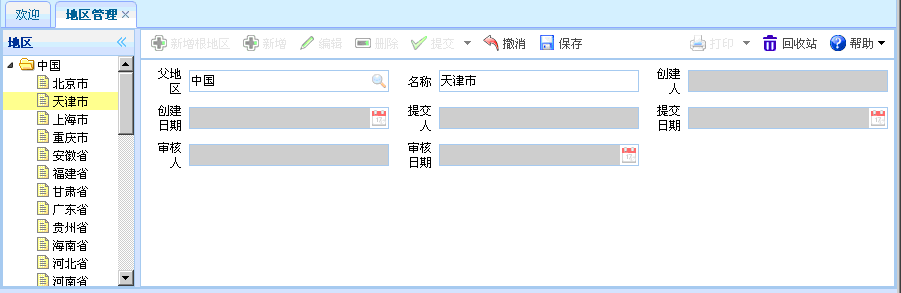 欢迎 地区管理
地区
新增根地区 新增 编辑 删除 提交 撤消 保存 打印 回收站 帮助
中国
北京市
天津市
上海市
重庆市
安徽省
福建省
甘肃省
广东省
贵州省
海南省
河北省
河南省
父地
区
中国
名称
天津市
创建
人
创建
日期
提交
人
提交
日期
审核
人
审核
日期